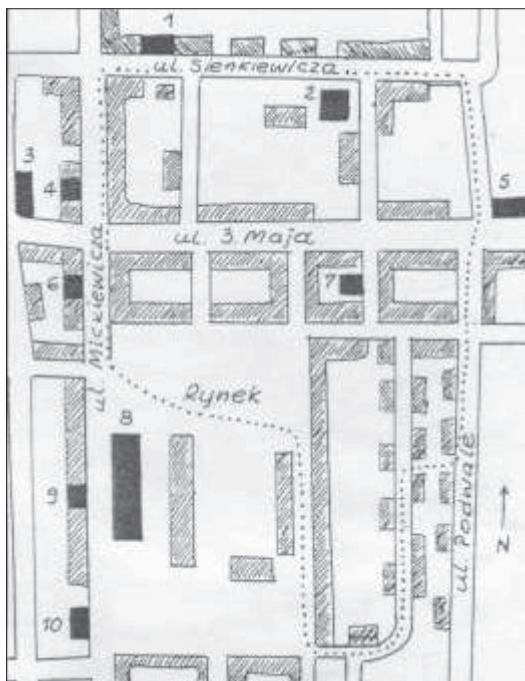 1
ul. Sienkiewicza
2
3
4
5
ul. 3. Maja
ul. Mickiewicza
6
7
Rynek
8
ul. Podwale
9
N
10